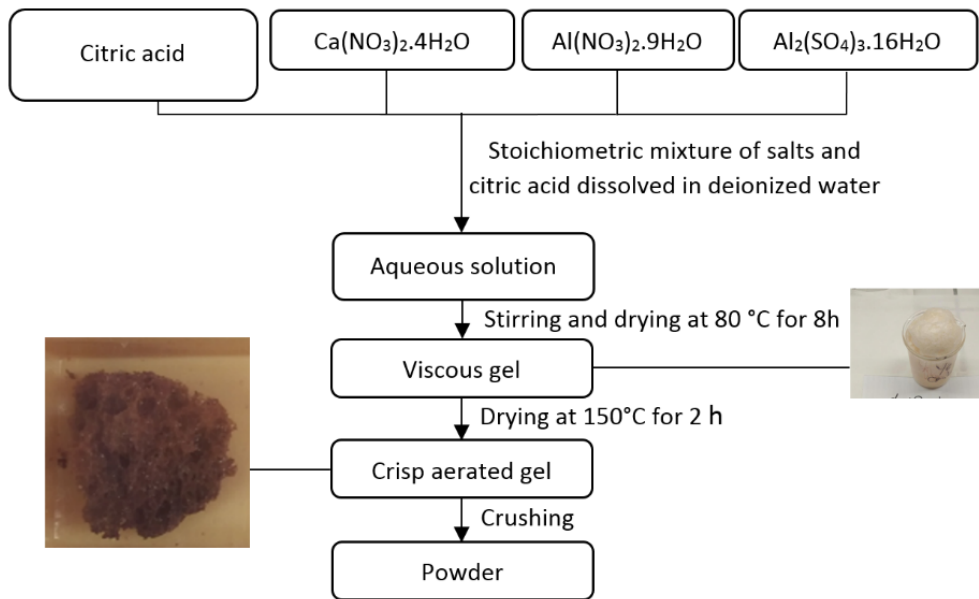 Citric acid
Ca(NO₃)₂.4H₂O
Al(NO₃)₂.9H₂O
Al₂(SO₄)₃.16H₂O
Stoichiometric mixture of salts and
citric acid dissolved in deionized water
Aqueous solution
Stirring and drying at 80 °C for 8h
Viscous gel
Drying at 150°C for 2 h
Crisp aerated gel
Crushing
Powder